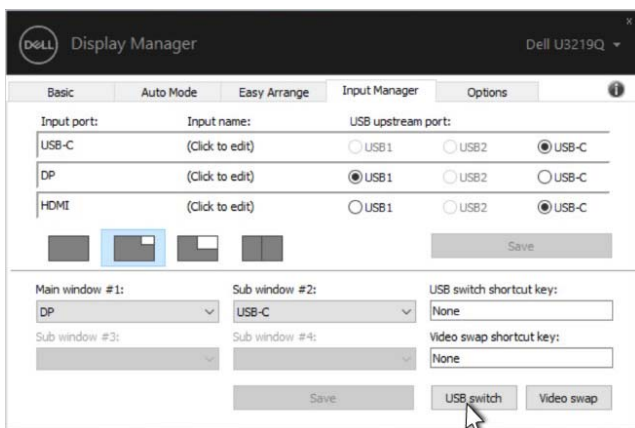 DELL Display Manager Dell U3219Q
x
Basic Auto Mode Easy Arrange Input Manager Options i
Input port: Input name: USB upstream port:
USB-C (Click to edit) USB1 USB2 USB-C
DP (Click to edit) USB1 USB2 USB-C
HDMI (Click to edit) USB1 USB2 USB-C
Save
Main window #1: Sub window #2: USB switch shortcut key:
DP USB-C None
Sub window #3: Sub window #4: Video swap shortcut key:
None
Save USB switch Video swap